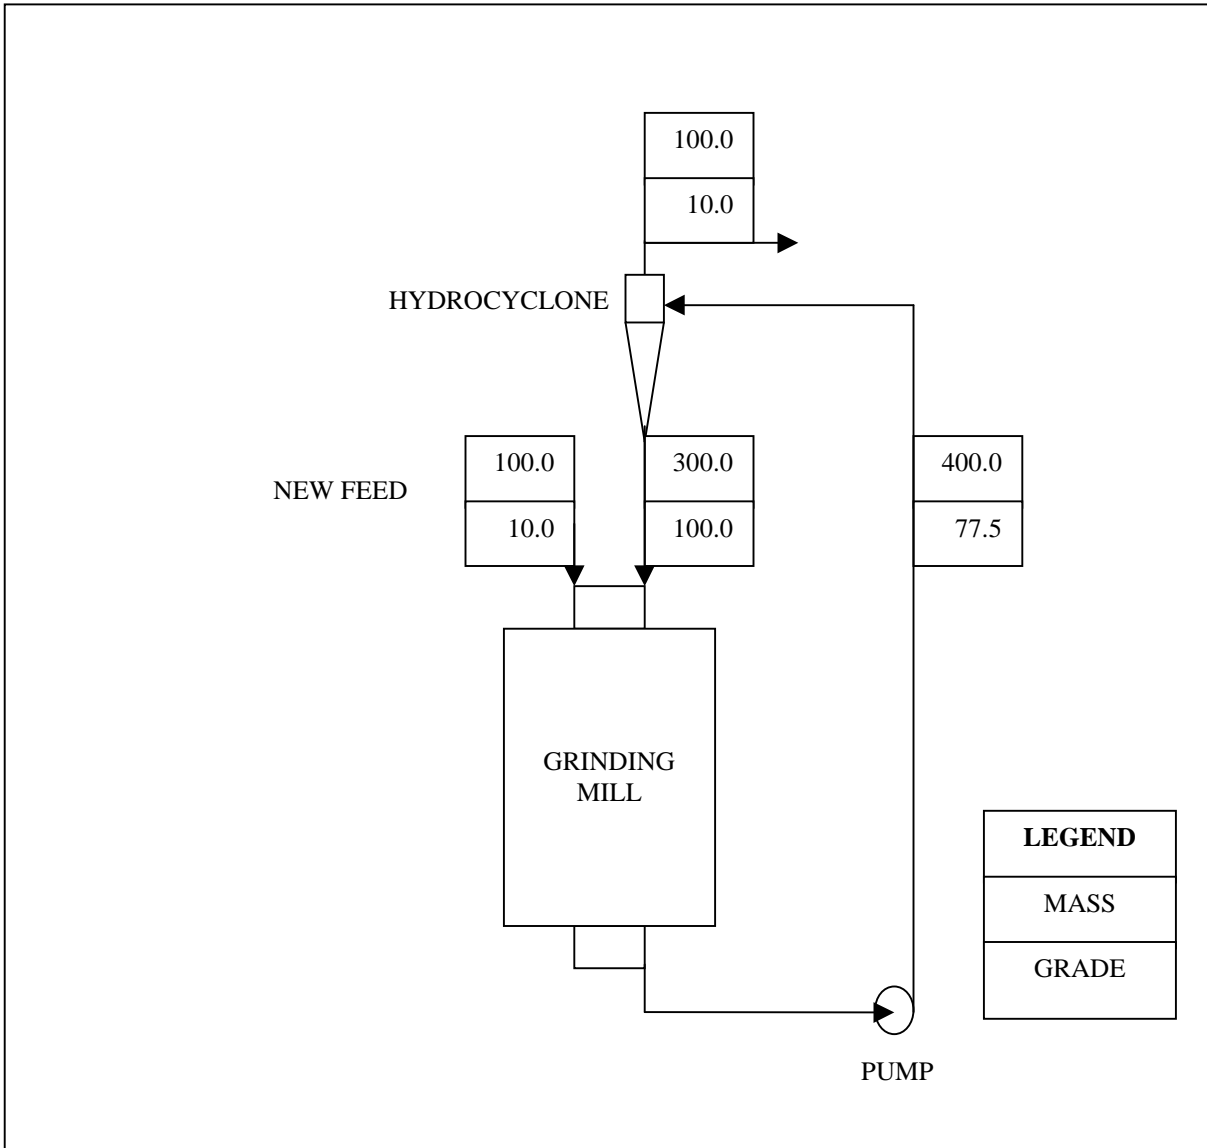 100.0
10.0
HYDROCYCLONE
NEW FEED
100.0
10.0
300.0
100.0
400.0
77.5
GRINDING
MILL
LEGEND
MASS
GRADE
PUMP